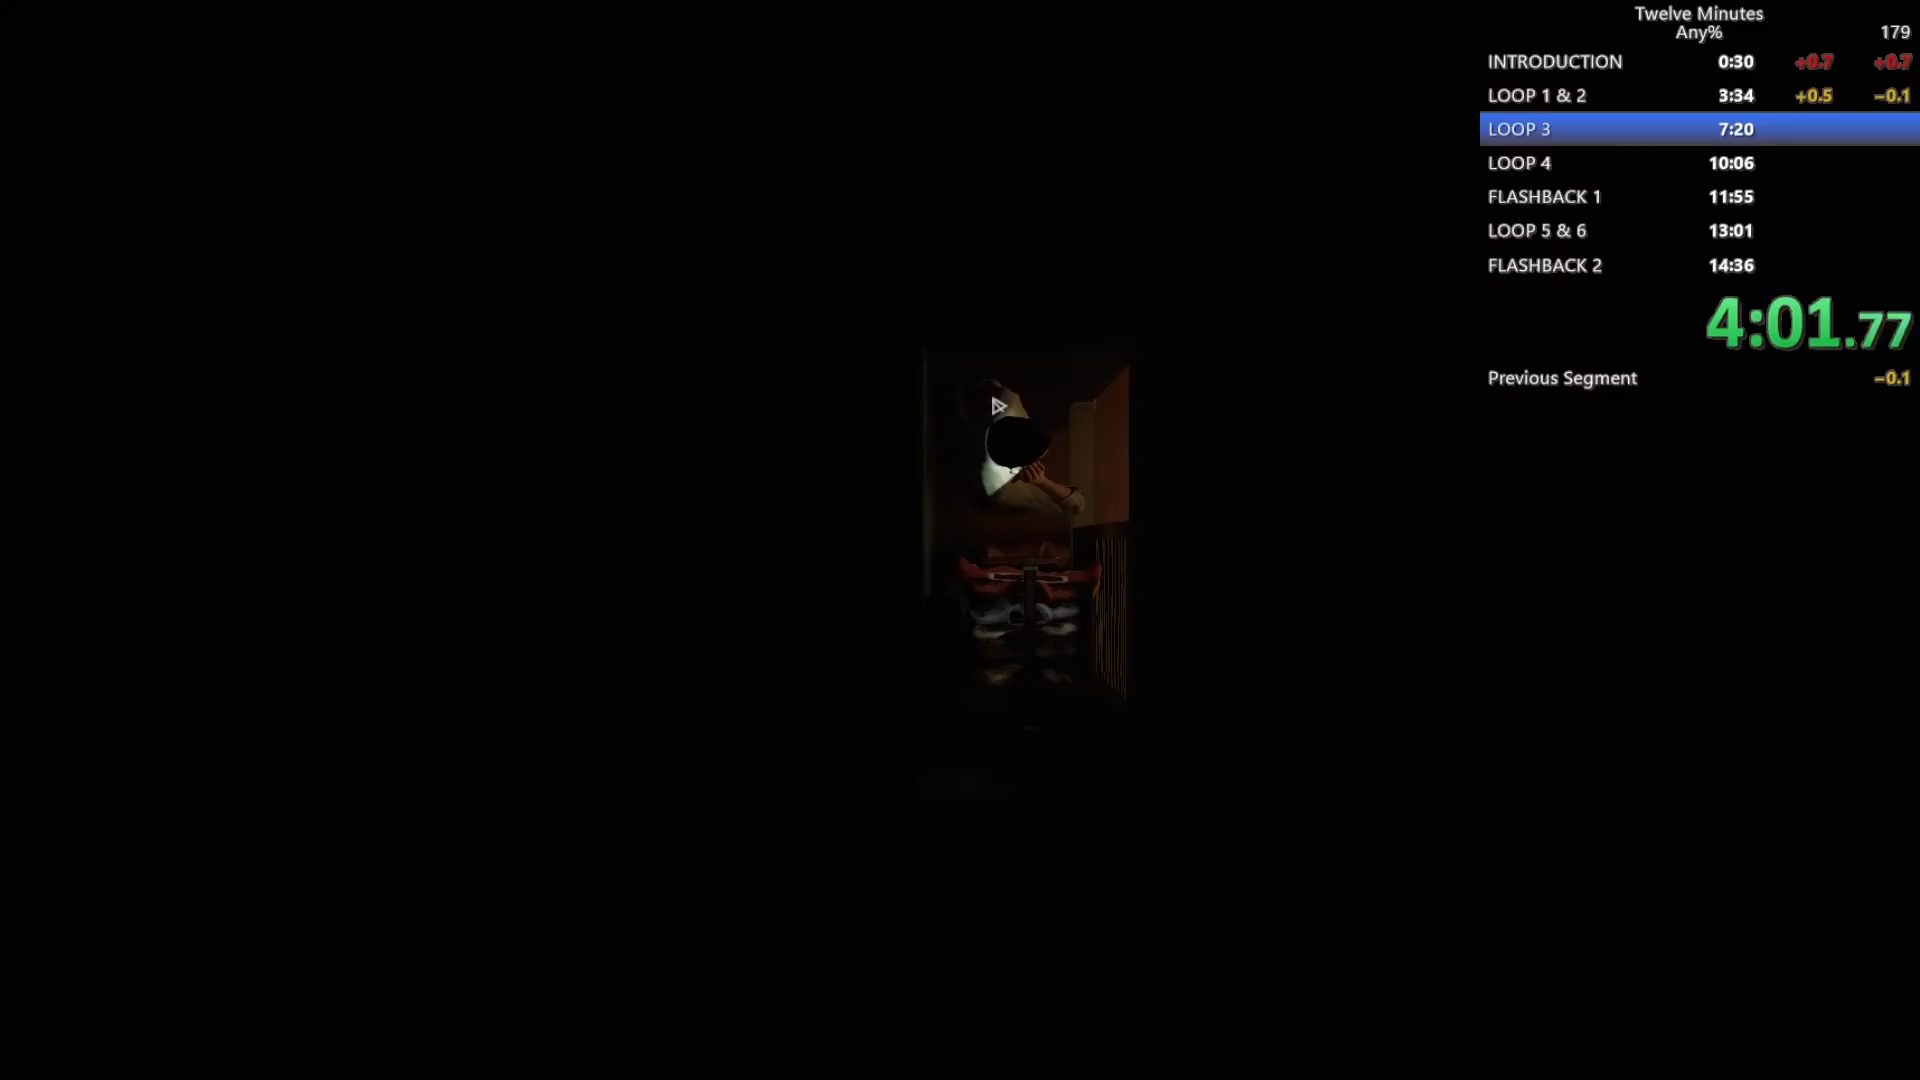 Twelve Minutes
Any% 179
INTRODUCTION 0:30 +0.7 +0.7
LOOP 1 & 2 3:34 +0.5 −0.1
LOOP 3 7:20
LOOP 4 10:06
FLASHBACK 1 11:55
LOOP 5 & 6 13:01
FLASHBACK 2 14:36
4:01.77
Previous Segment −0.1